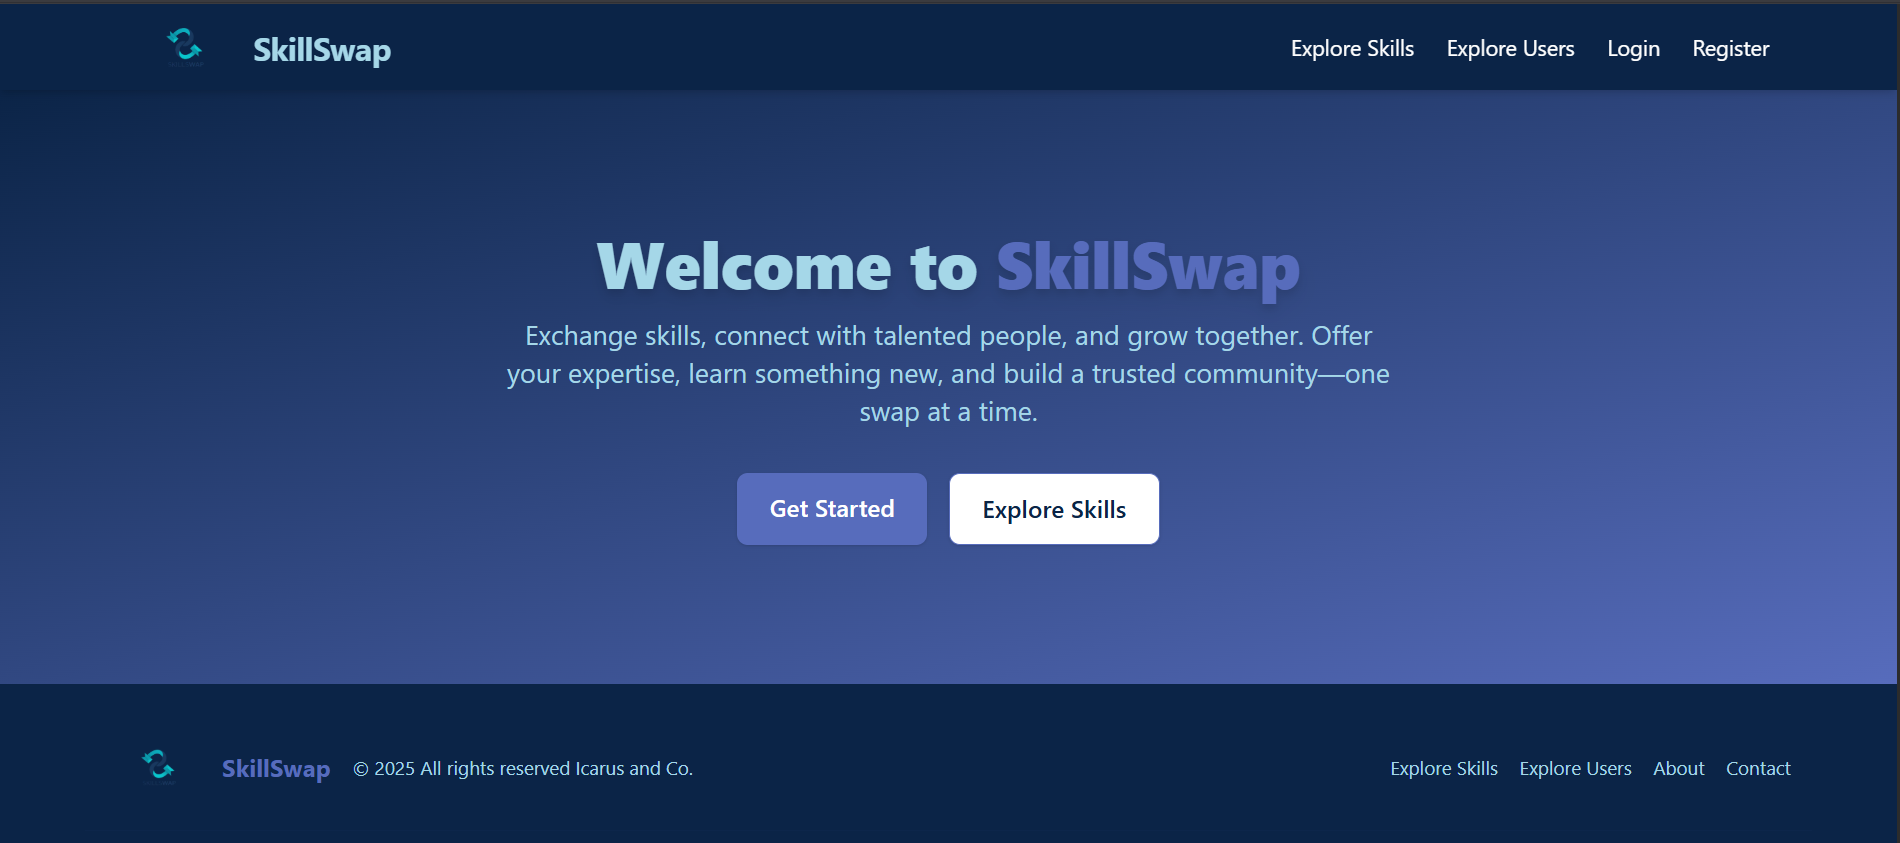 SkillSwap
Explore Skills
Explore Users
Login
Register
Welcome to SkillSwap
Exchange skills, connect with talented people, and grow together. Offer
your expertise, learn something new, and build a trusted community—one
swap at a time.
Get Started
Explore Skills
SkillSwap
© 2025 All rights reserved Icarus and Co.
Explore Skills
Explore Users
About
Contact